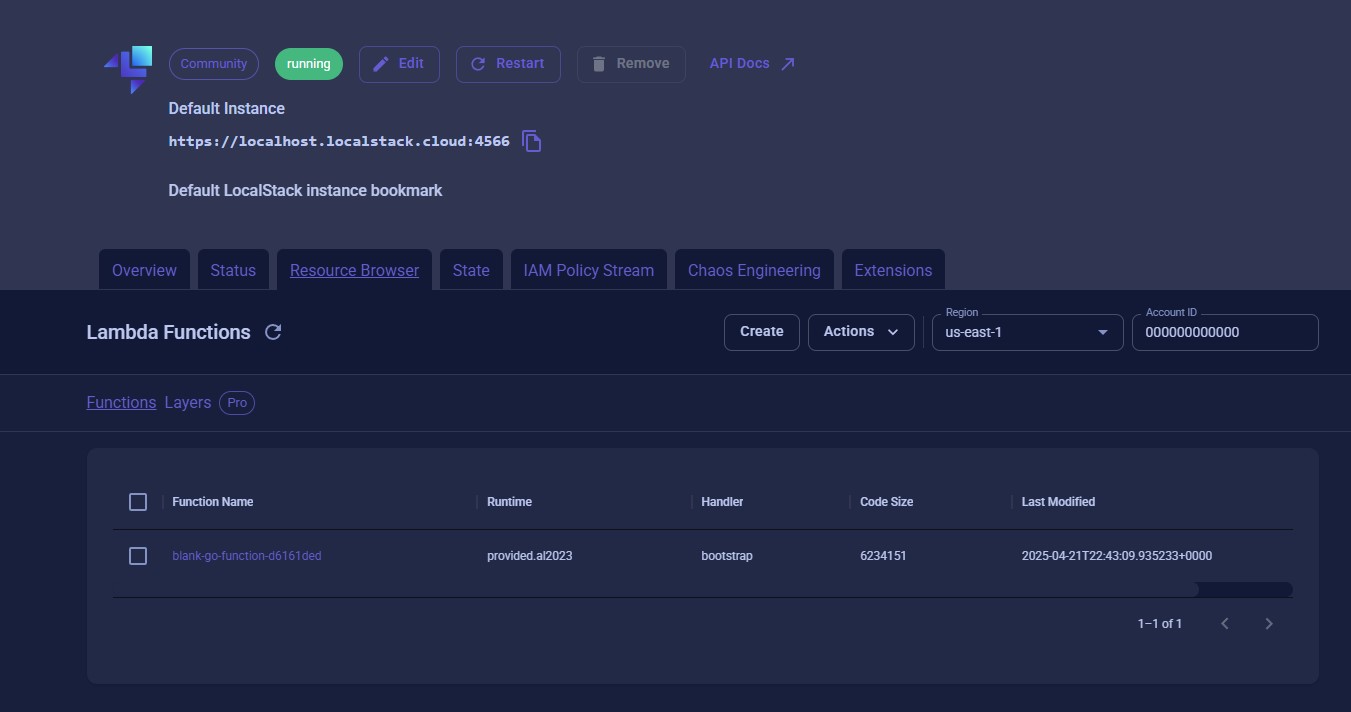 Community running Edit Restart Remove API Docs
Default Instance
https://localhost.localstack.cloud:4566
Default LocalStack instance bookmark
Overview Status Resource Browser State IAM Policy Stream Chaos Engineering Extensions
Region Account ID
Lambda Functions Create Actions us-east-1 000000000000
Functions Layers Pro
Function Name Runtime Handler Code Size Last Modified
blank-go-function-d6161ded provided.al2023 bootstrap 6234151 2025-04-21T22:43:09.935233+0000
1–1 of 1